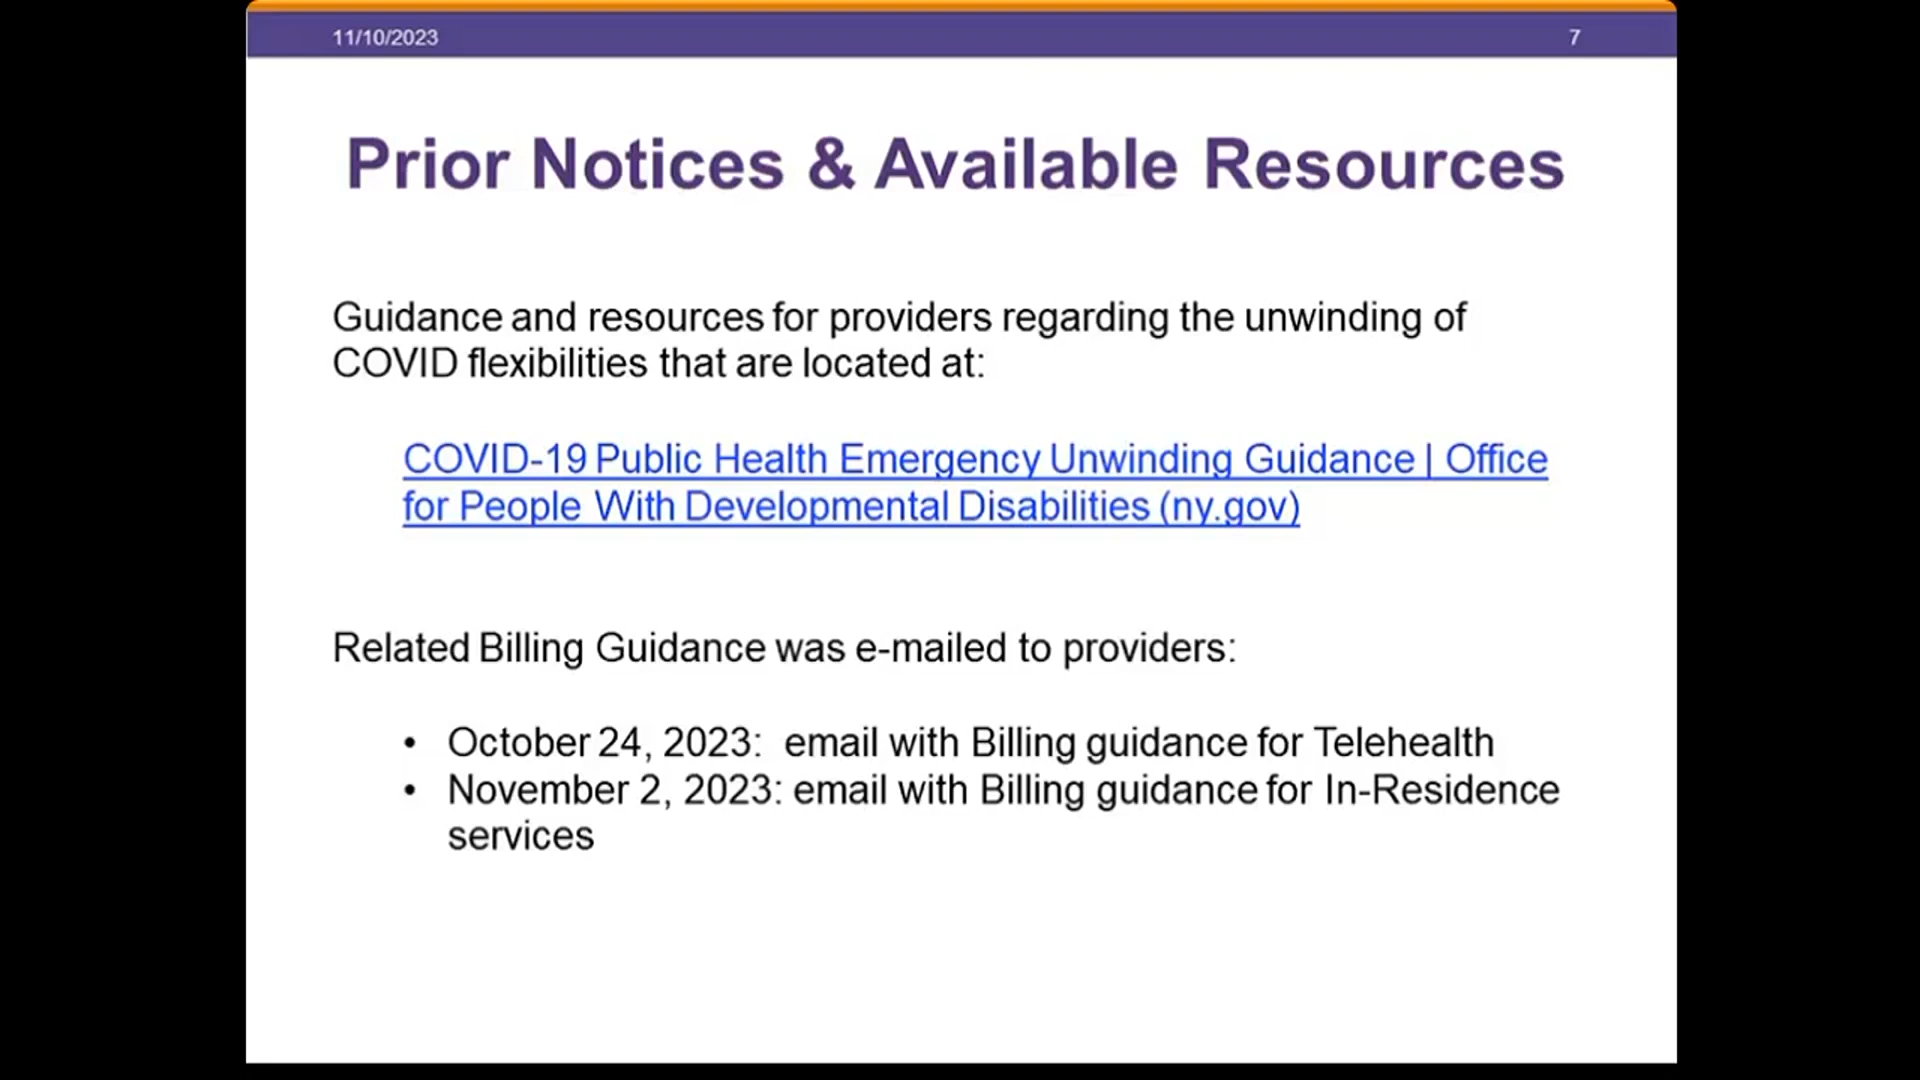 11/10/2023
7
Prior Notices & Available Resources
Guidance and resources for providers regarding the unwinding of
COVID flexibilities that are located at:
COVID-19 Public Health Emergency Unwinding Guidance | Office
for People With Developmental Disabilities (ny.gov)
Related Billing Guidance was e-mailed to providers:
• October 24, 2023:  email with Billing guidance for Telehealth
• November 2, 2023: email with Billing guidance for In-Residence
services